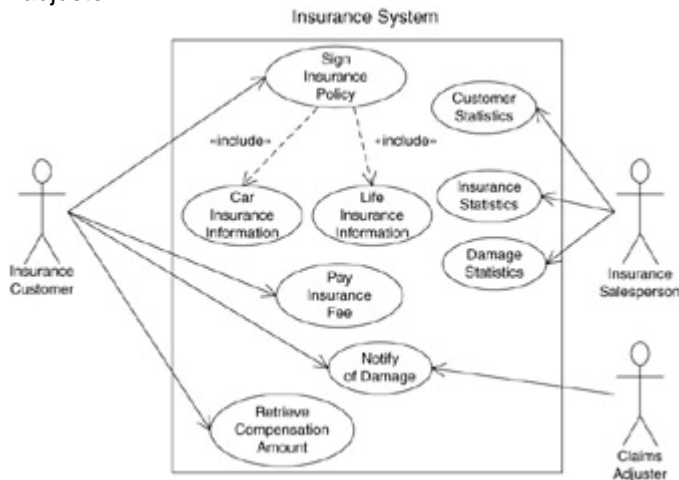 Insurance System
Sign
Insurance
Policy
Customer
Statistics
«include»
«include»
Car
Insurance
Information
Life
Insurance
Information
Insurance
Statistics
Damage
Statistics
Insurance
Customer
Insurance
Salesperson
Pay
Insurance
Fee
Notify
of Damage
Retrieve
Compensation
Amount
Claims
Adjuster